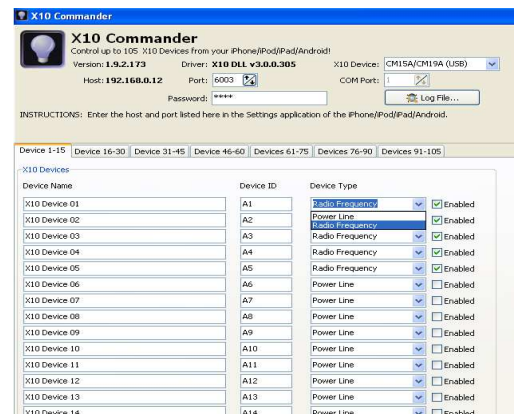 X10 Commander
X10 Commander
Control up to 105 X10 Devices from your iPhone/iPod/iPad/Android!
Version: 1.9.2.173 Driver: X10 DLL v3.0.0.305 X10 Device: CM15A/CM19A (USB)
Host: 192.168.0.12 Port: 6003 COM Port: 1
Password: **** Log File...
INSTRUCTIONS: Enter the host and port listed here in the Settings application of the iPhone/iPod/iPad/Android.
Device 1-15 Device 16-30 Device 31-45 Device 46-60 Devices 61-75 Devices 76-90 Devices 91-105
X10 Devices
Device Name Device ID Device Type
X10 Device 01 A1 Radio Frequency Enabled
Power Line
Radio Frequency
X10 Device 02 A2 Enabled
X10 Device 03 A3 Radio Frequency Enabled
X10 Device 04 A4 Radio Frequency Enabled
X10 Device 05 A5 Radio Frequency Enabled
X10 Device 06 A6 Power Line Enabled
X10 Device 07 A7 Power Line Enabled
X10 Device 08 A8 Power Line Enabled
X10 Device 09 A9 Power Line Enabled
X10 Device 10 A10 Power Line Enabled
X10 Device 11 A11 Power Line Enabled
X10 Device 12 A12 Power Line Enabled
X10 Device 13 A13 Power Line Enabled
X10 Device 14 A14 Power Line Enabled